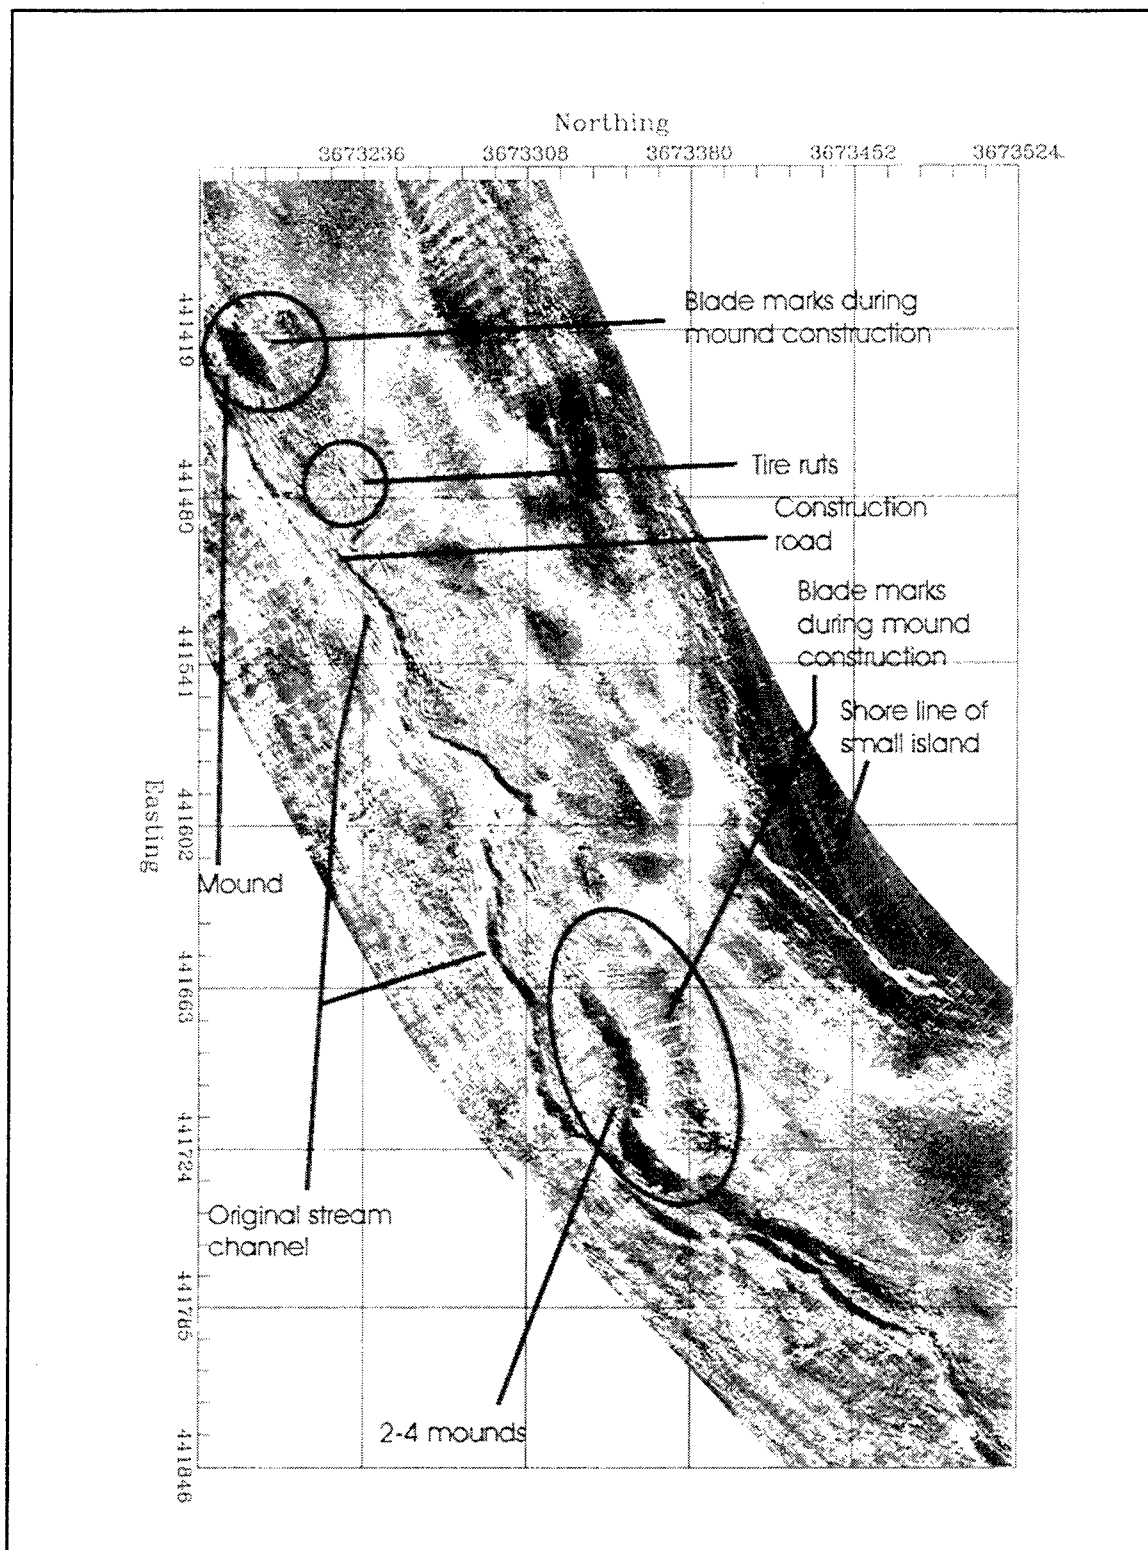 Northing
3673236 3673308 3673380 3673452 3673524
441419
Blade marks during
mound construction
441480
Tire ruts
Construction
road
Blade marks
during mound
construction
441541
Shore line of
small island
Easting
441602
Mound
441663
441724
Original stream
channel
441785
2-4 mounds
441846